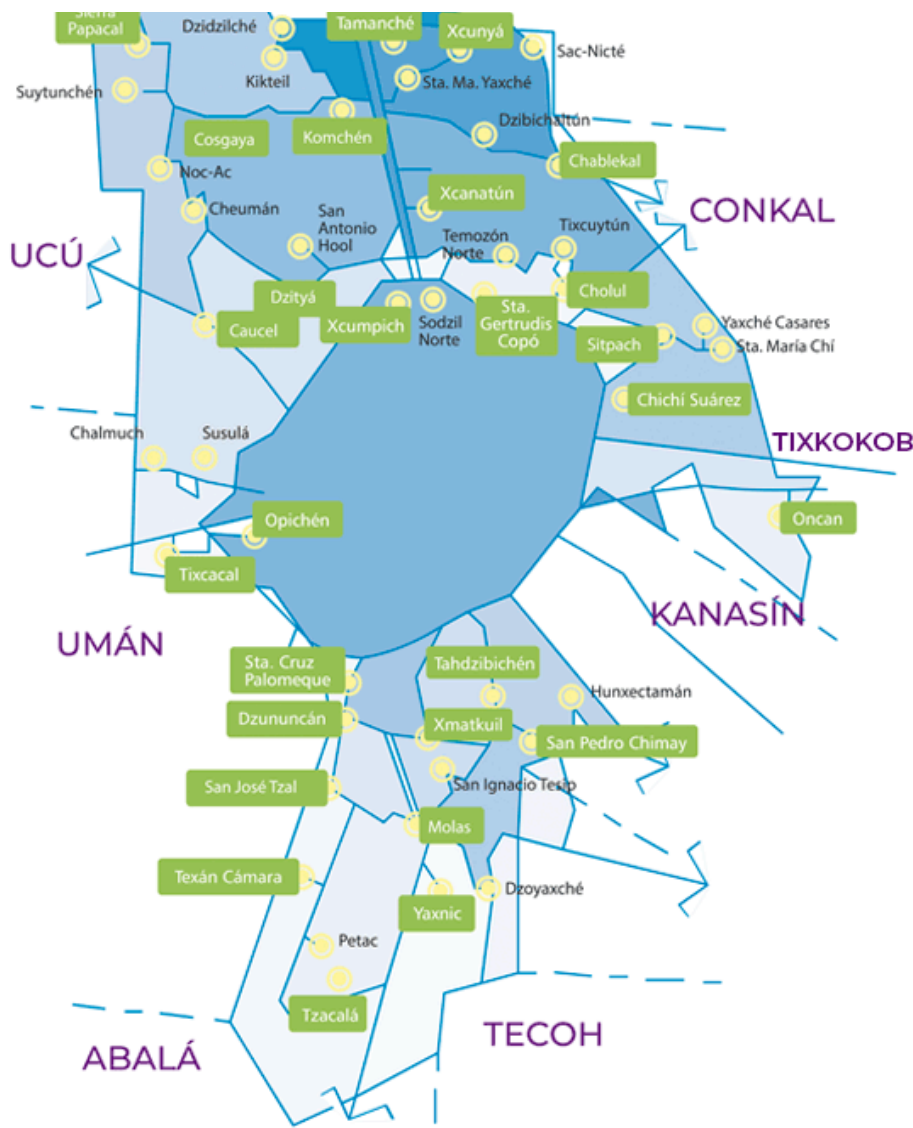 Sierra
Papacal
Dzidzilché
Tamanché
Xcunyá
Sac-Nicté
Kikteil
Sta. Ma. Yaxché
Suytunchén
Dzibichaltún
Cosgaya
Komchén
Chablekal
Noc-Ac
Xcanatún
CONKAL
Cheumán
San
Antonio
Hool
Temozón
Norte
Tixcuytún
UCÚ
Dzityá
Cholul
Caucel
Xcumpich
Sodzil
Norte
Sta.
Gertrudis
Copó
Sitpach
Yaxché Casares
Sta. María Chí
Chichí Suárez
Chalmuch
Susulá
TIXKOKOB
Opichén
Oncan
Tixcacal
KANASÍN
UMÁN
Sta. Cruz
Palomeque
Tahdzibichén
Hunxectamán
Dzununcán
Xmatkuil
San Pedro Chimay
San José Tzal
San Ignacio Tesip
Molas
Texán Cámara
Yaxnic
Dzoyaxché
Petac
Tzacalá
TECOH
ABALÁ